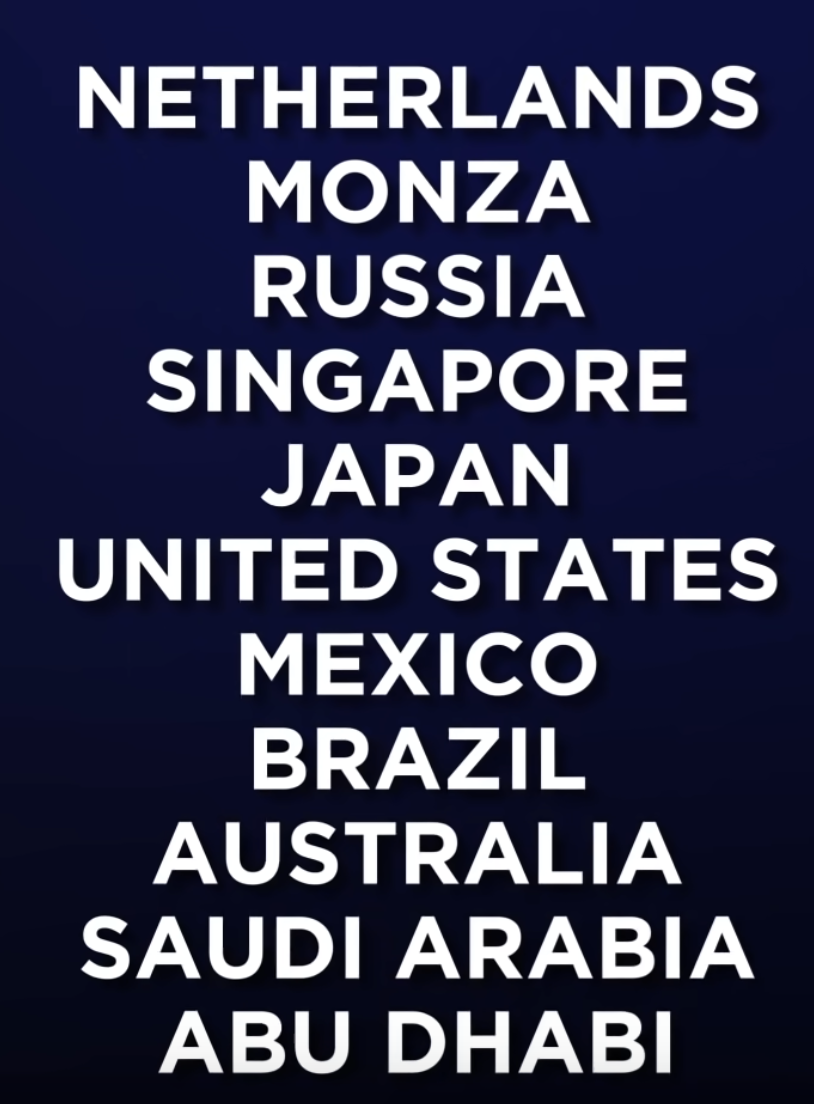 NETHERLANDS
MONZA
RUSSIA
SINGAPORE
JAPAN
UNITED STATES
MEXICO
BRAZIL
AUSTRALIA
SAUDI ARABIA
ABU DHABI